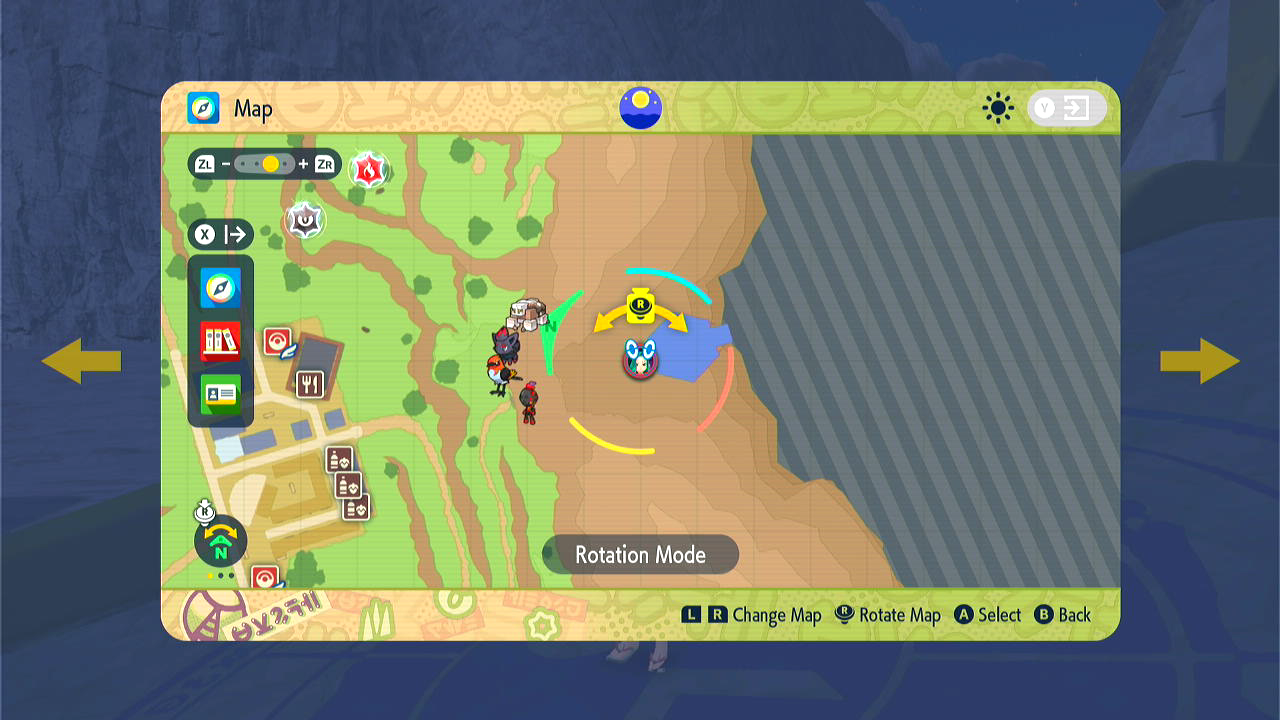 Map
Y
ZL - + ZR
X
R
N
R
N
Rotation Mode
L R Change Map R Rotate Map A Select B Back